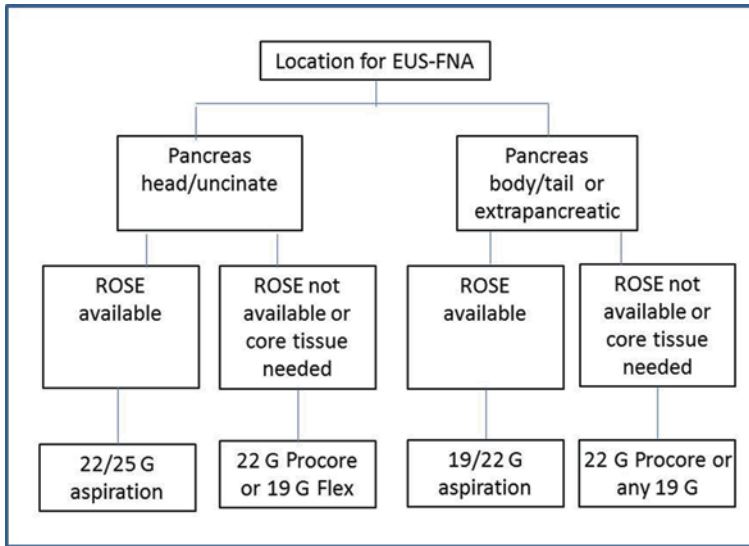 Location for EUS-FNA
Pancreas
head/uncinate
Pancreas
body/tail or
extrapancreatic
ROSE
available
ROSE not
available or
core tissue
needed
ROSE
available
ROSE not
available or
core tissue
needed
22/25 G
aspiration
22 G Procore
or 19 G Flex
19/22 G
aspiration
22 G Procore or
any 19 G